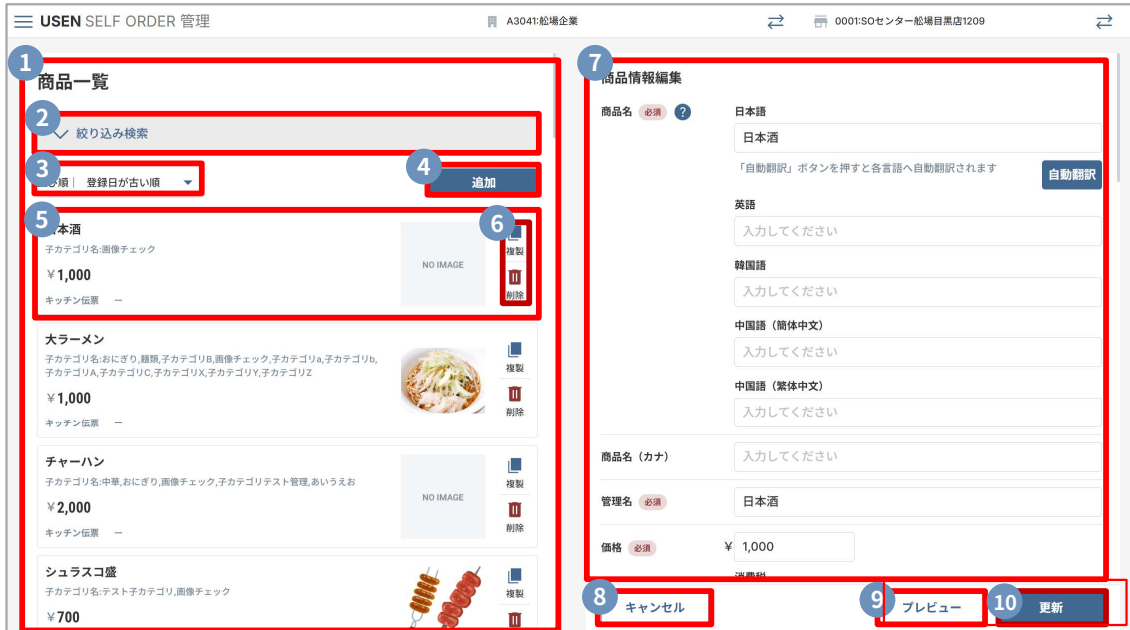 USEN SELF ORDER 管理
A3041:舩場企業
0001:SOセンター舩場目黒店1209
1
商品一覧
2
絞り込み検索
3
び順 | 登録日が古い順
4
追加
5
日本酒
子カテゴリ名:画像チェック
¥1,000
キッチン伝票 ー
NO IMAGE
6
複製
削除
大ラーメン
子カテゴリ名:おにぎり,麺類,子カテゴリB,画像チェック,子カテゴリa,子カテゴリb,
子カテゴリA,子カテゴリC,子カテゴリX,子カテゴリY,子カテゴリZ
¥1,000
キッチン伝票 ー
複製
削除
チャーハン
子カテゴリ名:中華,おにぎり,画像チェック,子カテゴリテスト管理,あいうえお
¥2,000
キッチン伝票 ー
NO IMAGE
複製
削除
シュラスコ盛
子カテゴリ名:テスト子カテゴリ,画像チェック
¥700
複製
7
商品情報編集
商品名 必須 ?
日本語
日本酒
「自動翻訳」ボタンを押すと各言語へ自動翻訳されます
自動翻訳
英語
入力してください
韓国語
入力してください
中国語(簡体中文)
入力してください
中国語(繁体中文)
入力してください
商品名(カナ) 入力してください
管理名 必須 日本酒
価格 必須 ¥ 1,000
消費税
8
キャンセル
9
プレビュー
10
更新